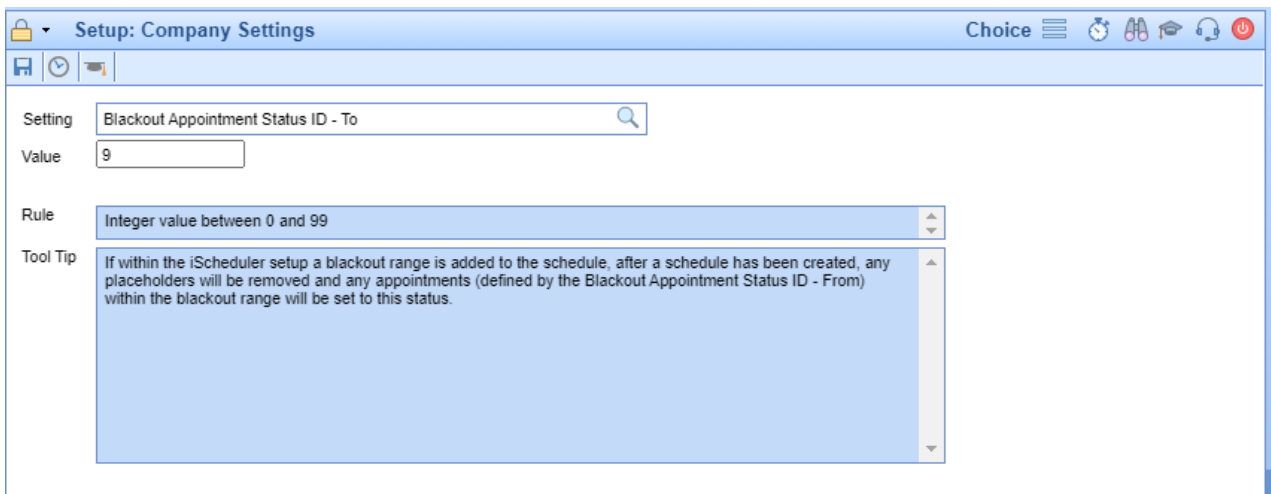 Setup: Company Settings
Choice
Setting
Blackout Appointment Status ID - To
Value
9
Rule
Integer value between 0 and 99
Tool Tip
If within the iScheduler setup a blackout range is added to the schedule, after a schedule has been created, any
placeholders will be removed and any appointments (defined by the Blackout Appointment Status ID - From)
within the blackout range will be set to this status.